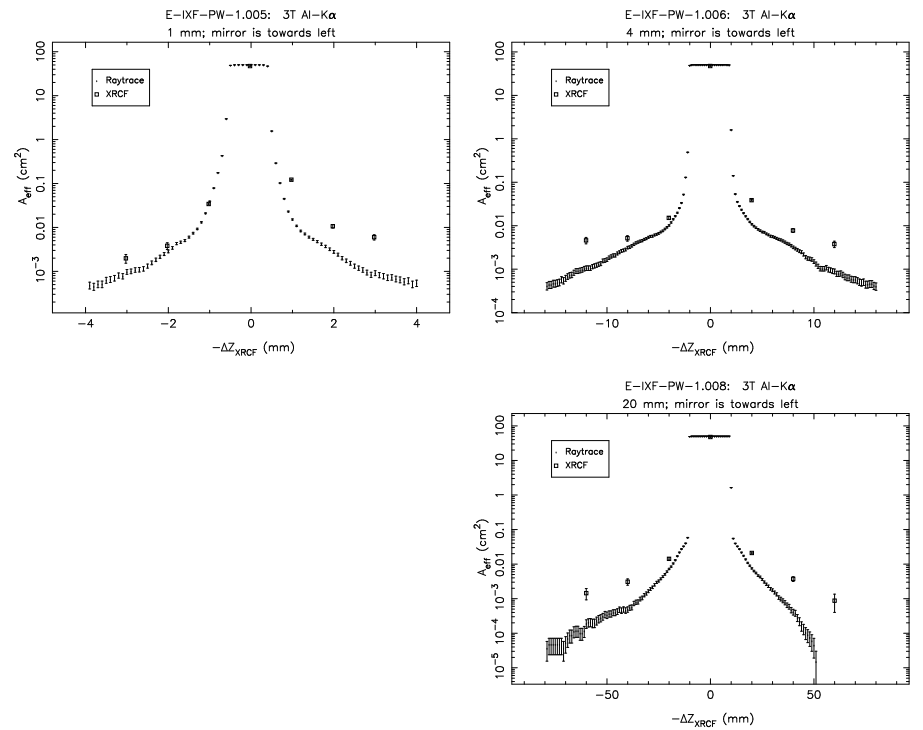 E-IXF-PW-1.005: 3T Al-Kα
1 mm; mirror is towards left
100
10
1
0.1
0.01
10⁻³
A_eff (cm²)
Raytrace
XRCF
−4
−2
0
2
4
−ΔZ_XRCF (mm)
E-IXF-PW-1.006: 3T Al-Kα
4 mm; mirror is towards left
100
10
1
0.1
0.01
10⁻³
10⁻⁴
A_eff (cm²)
Raytrace
XRCF
−10
0
10
−ΔZ_XRCF (mm)
E-IXF-PW-1.008: 3T Al-Kα
20 mm; mirror is towards left
100
10
1
0.1
0.01
10⁻³
10⁻⁴
10⁻⁵
A_eff (cm²)
Raytrace
XRCF
−50
0
50
−ΔZ_XRCF (mm)